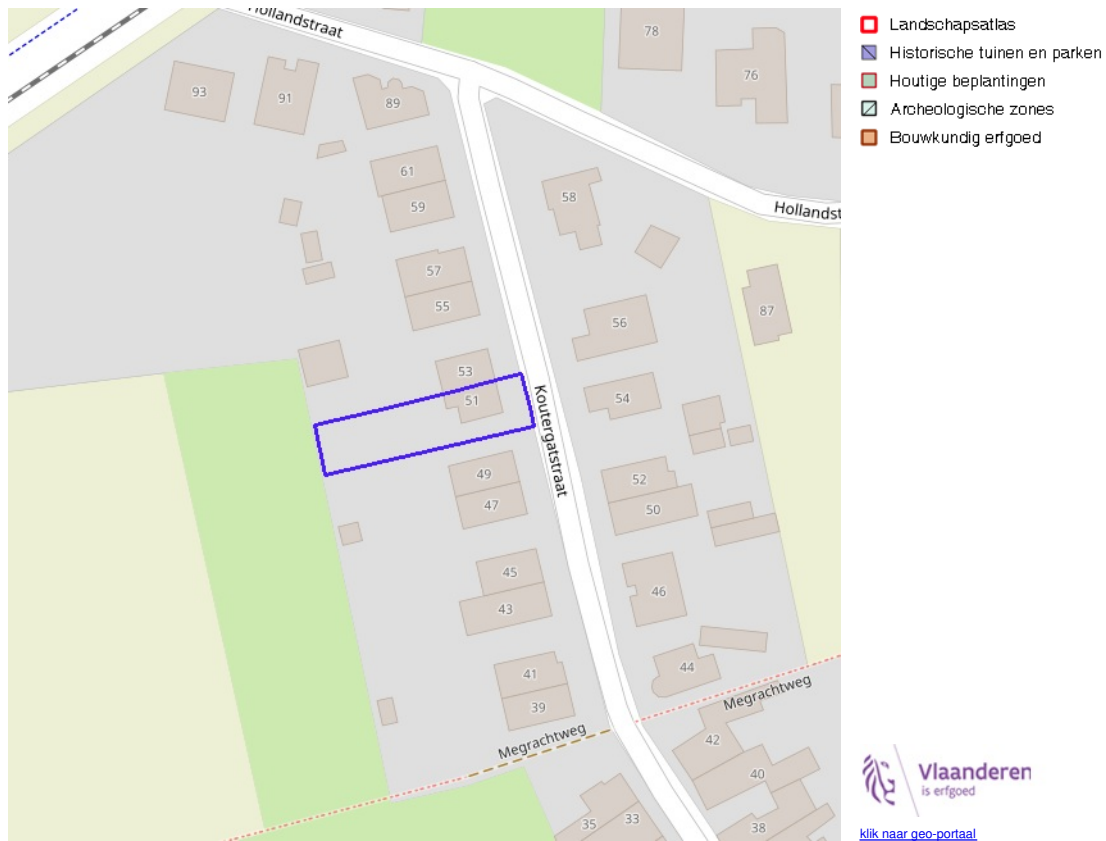 Hollandstraat
78
76
93
91
89
61
59
58
Hollandst
57
55
87
56
53
51
54
Koutergatstraat
49
47
52
50
45
43
46
41
39
44
Megrachtweg
Megrachtweg
42
40
35
33
38
Landschapsatlas
Historische tuinen en parken
Houtige beplantingen
Archeologische zones
Bouwkundig erfgoed
Vlaanderen
is erfgoed
klik naar geo-portaal